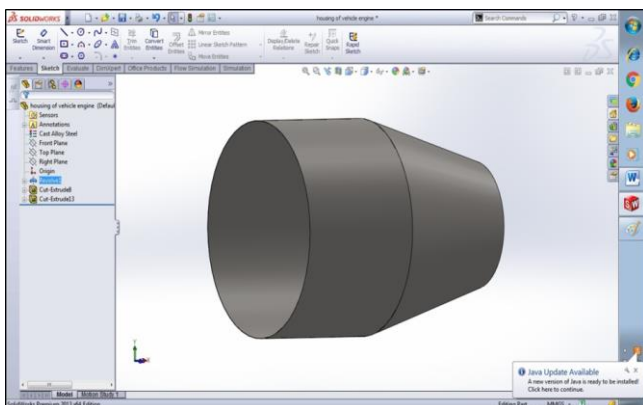 SOLIDWORKS
housing of vehicle engine *
Search Commands
Sketch
Smart Dimension
Trim Entities
Convert Entities
Offset Entities
Mirror Entities
Linear Sketch Pattern
Move Entities
Display/Delete Relations
Repair Sketch
Quick Snaps
Rapid Sketch
Features
Sketch
Evaluate
DimXpert
Office Products
Flow Simulation
Simulation
housing of vehicle engine (Defaul
Sensors
Annotations
Cast Alloy Steel
Front Plane
Top Plane
Right Plane
Origin
Cut-Extrude8
Cut-Extrude13
Java Update Available
A new version of Java is ready to be installed.
Click here to continue.
Model
Motion Study 1
Editing Part